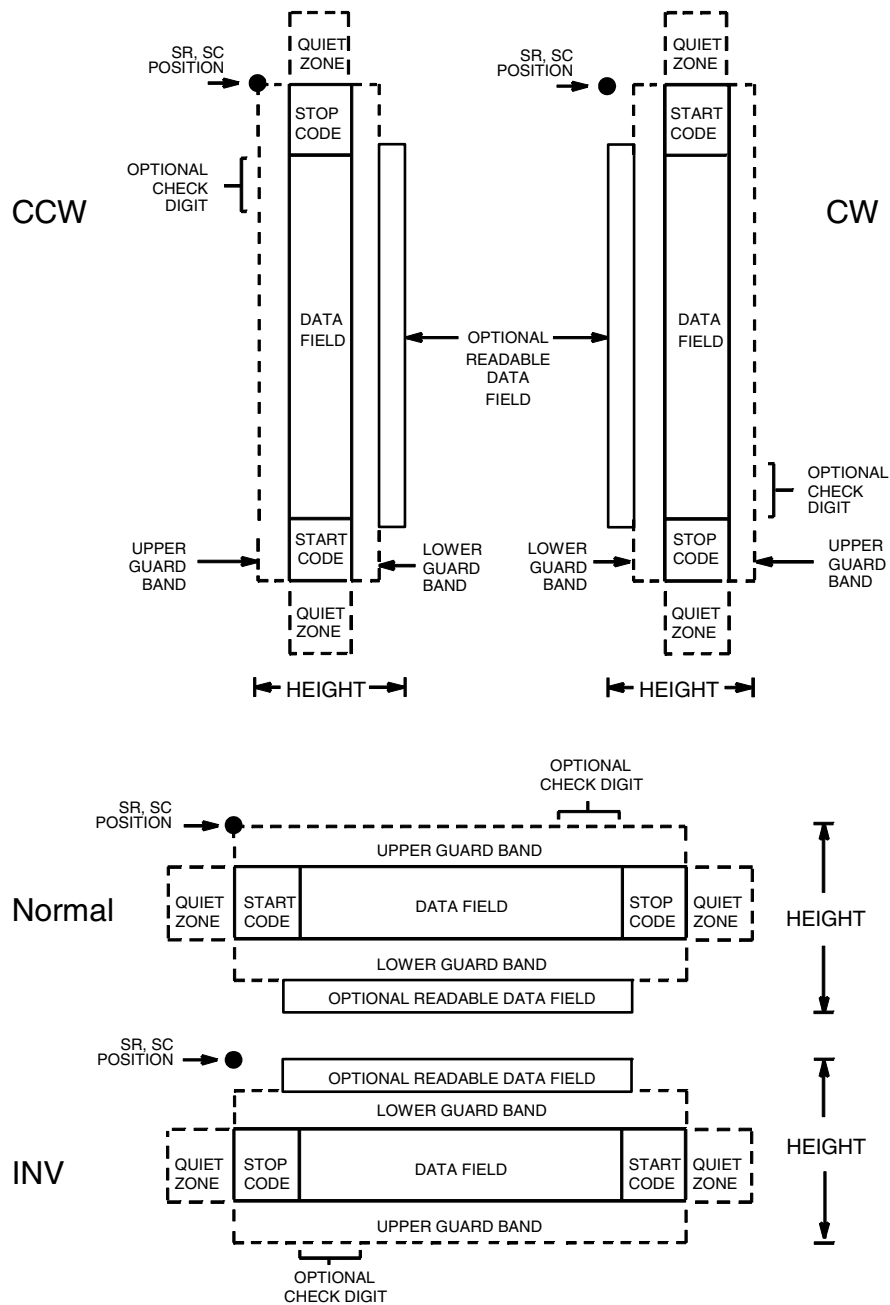 QUIET
ZONE
SR, SC
POSITION
STOP
CODE
OPTIONAL
CHECK
DIGIT
CCW
DATA
FIELD
START
CODE
UPPER
GUARD
BAND
LOWER
GUARD
BAND
QUIET
ZONE
HEIGHT
OPTIONAL
READABLE
DATA
FIELD
QUIET
ZONE
SR, SC
POSITION
START
CODE
CW
DATA
FIELD
OPTIONAL
CHECK
DIGIT
STOP
CODE
LOWER
GUARD
BAND
UPPER
GUARD
BAND
QUIET
ZONE
HEIGHT
OPTIONAL
CHECK DIGIT
SR, SC
POSITION
UPPER GUARD BAND
Normal
QUIET
ZONE
START
CODE
DATA FIELD
STOP
CODE
QUIET
ZONE
HEIGHT
LOWER GUARD BAND
OPTIONAL READABLE DATA FIELD
SR, SC
POSITION
OPTIONAL READABLE DATA FIELD
LOWER GUARD BAND
INV
QUIET
ZONE
STOP
CODE
DATA FIELD
START
CODE
QUIET
ZONE
HEIGHT
UPPER GUARD BAND
OPTIONAL
CHECK DIGIT